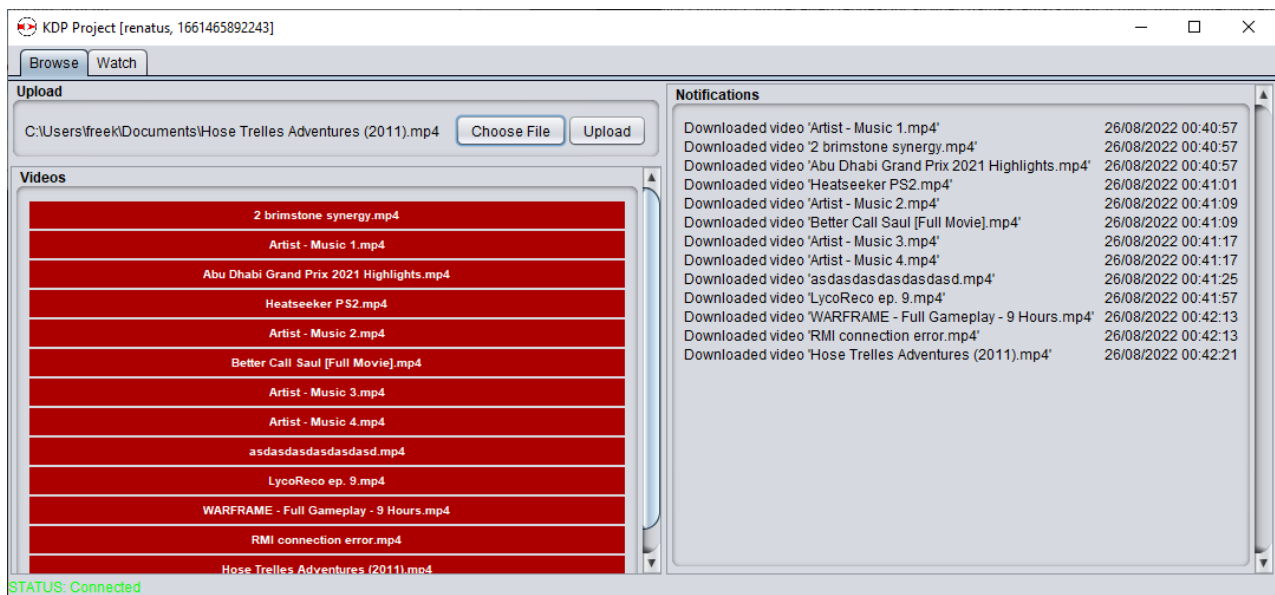 KDP Project [renatus, 1661465892243]
Browse Watch
Upload
C:\Users\freek\Documents\Hose Trelles Adventures (2011).mp4 Choose File Upload
Videos
2 brimstone synergy.mp4
Artist - Music 1.mp4
Abu Dhabi Grand Prix 2021 Highlights.mp4
Heatseeker PS2.mp4
Artist - Music 2.mp4
Better Call Saul [Full Movie].mp4
Artist - Music 3.mp4
Artist - Music 4.mp4
asdasdasdasdasdasd.mp4
LycoReco ep. 9.mp4
WARFRAME - Full Gameplay - 9 Hours.mp4
RMI connection error.mp4
Hose Trelles Adventures (2011).mp4
Notifications
Downloaded video 'Artist - Music 1.mp4' 26/08/2022 00:40:57
Downloaded video '2 brimstone synergy.mp4' 26/08/2022 00:40:57
Downloaded video 'Abu Dhabi Grand Prix 2021 Highlights.mp4' 26/08/2022 00:40:57
Downloaded video 'Heatseeker PS2.mp4' 26/08/2022 00:41:01
Downloaded video 'Artist - Music 2.mp4' 26/08/2022 00:41:09
Downloaded video 'Better Call Saul [Full Movie].mp4' 26/08/2022 00:41:09
Downloaded video 'Artist - Music 3.mp4' 26/08/2022 00:41:17
Downloaded video 'Artist - Music 4.mp4' 26/08/2022 00:41:17
Downloaded video 'asdasdasdasdasdasd.mp4' 26/08/2022 00:41:25
Downloaded video 'LycoReco ep. 9.mp4' 26/08/2022 00:41:57
Downloaded video 'WARFRAME - Full Gameplay - 9 Hours.mp4' 26/08/2022 00:42:13
Downloaded video 'RMI connection error.mp4' 26/08/2022 00:42:13
Downloaded video 'Hose Trelles Adventures (2011).mp4' 26/08/2022 00:42:21
STATUS: Connected